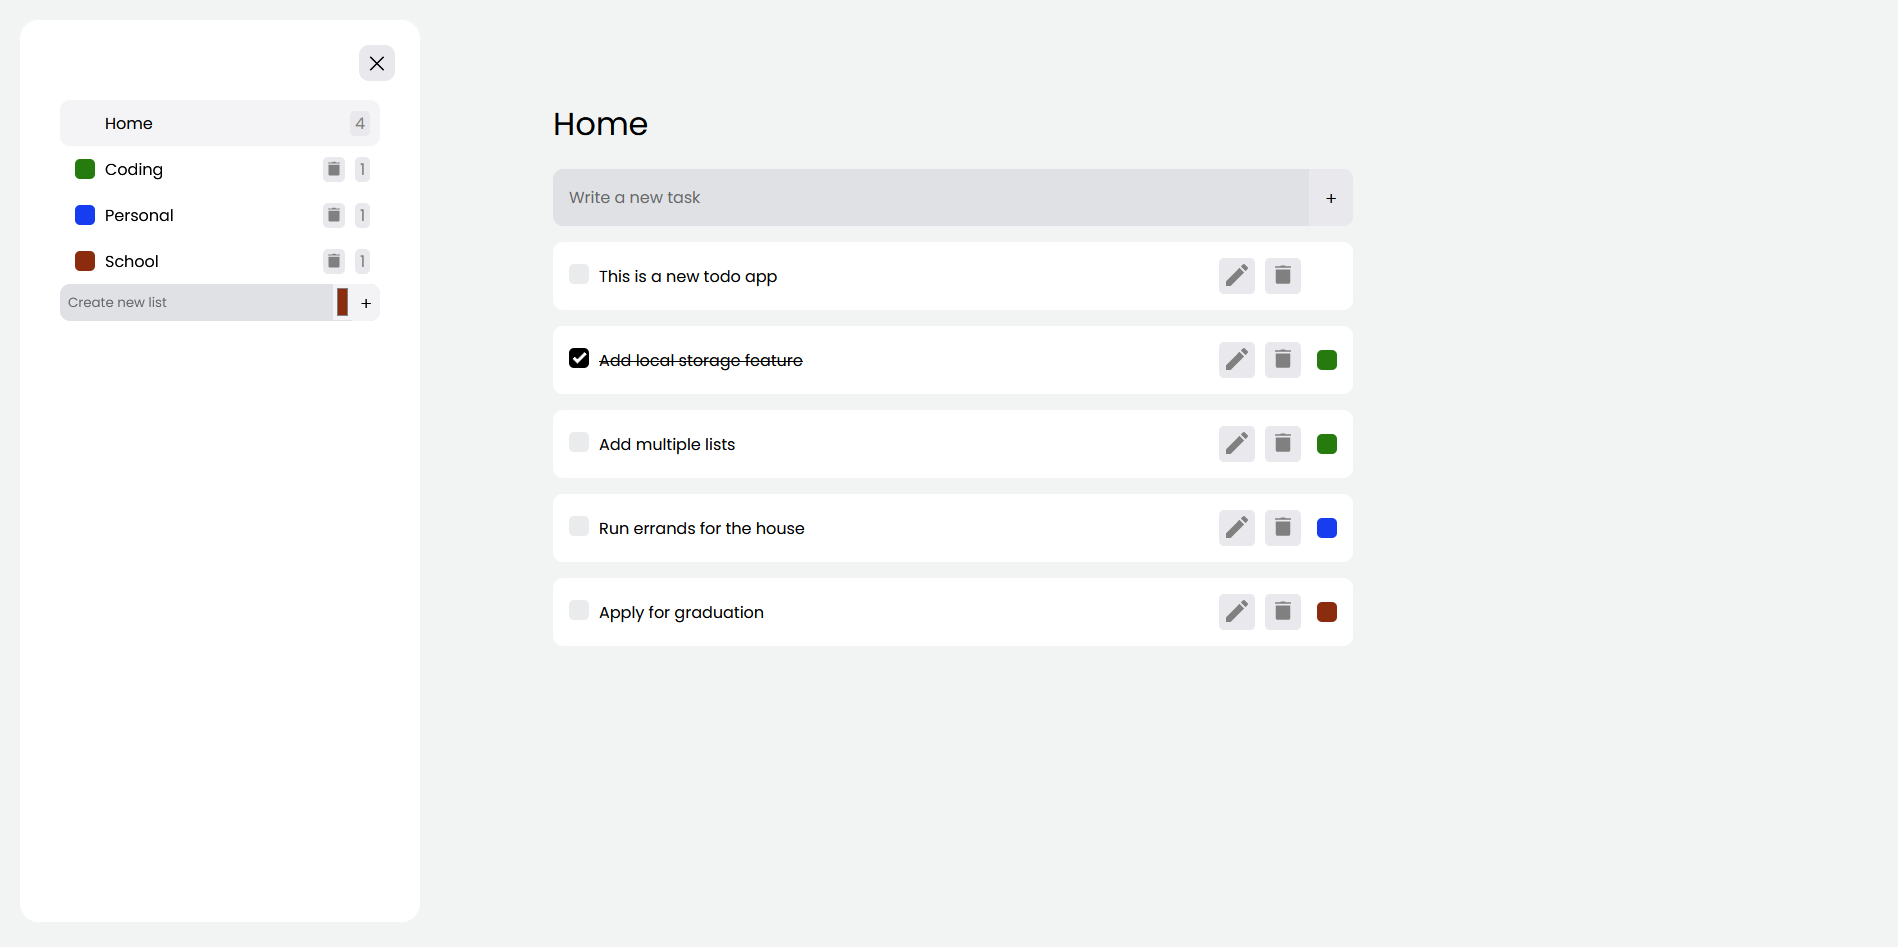 Home 4
Coding 1
Personal 1
School 1
Create new list +
Home
Write a new task +
This is a new todo app
Add local storage feature
Add multiple lists
Run errands for the house
Apply for graduation